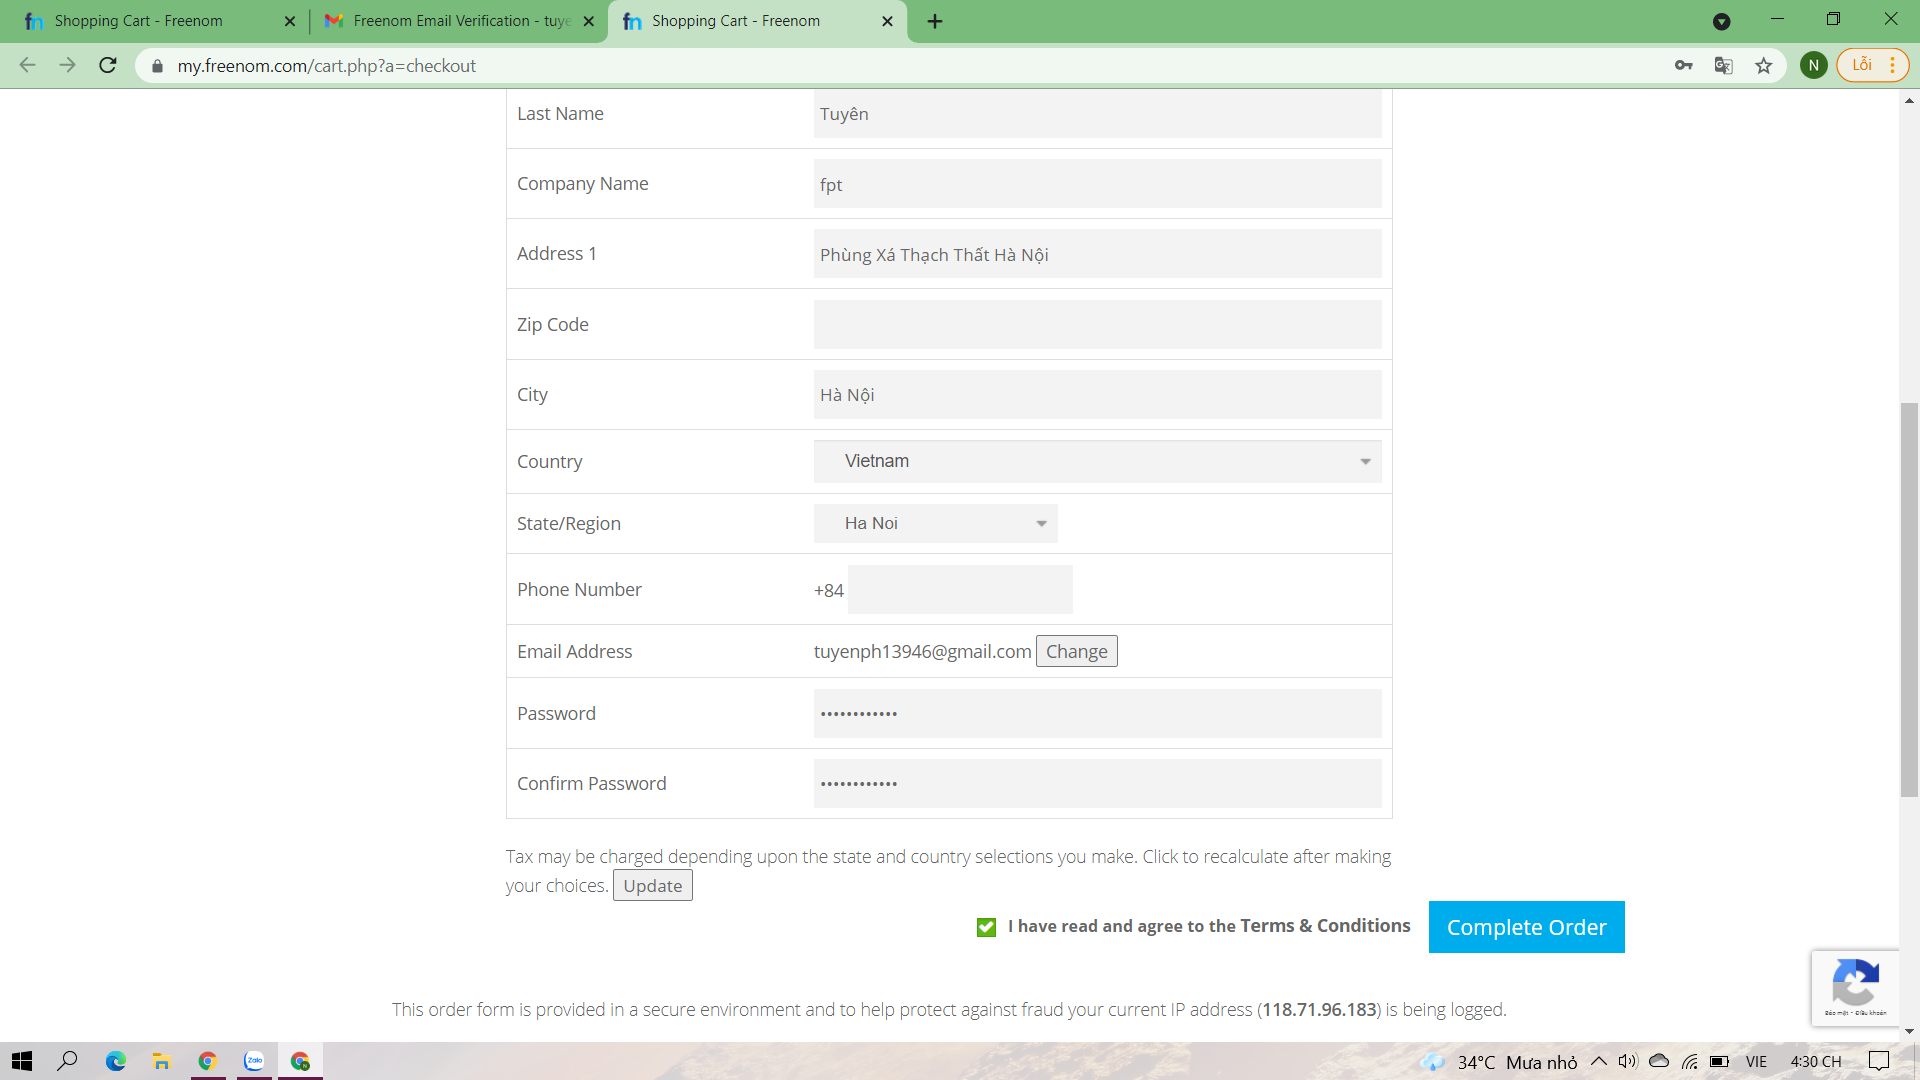 Shopping Cart - Freenom
Freenom Email Verification - tuye
Shopping Cart - Freenom
my.freenom.com/cart.php?a=checkout
N
Lỗi
Last Name
Tuyên
Company Name
fpt
Address 1
Phùng Xá Thạch Thất Hà Nội
Zip Code
City
Hà Nội
Country
Vietnam
State/Region
Ha Noi
Phone Number
+84
Email Address
tuyenph13946@gmail.com Change
Password
••••••••••••
Confirm Password
••••••••••••
Tax may be charged depending upon the state and country selections you make. Click to recalculate after making
your choices. Update
I have read and agree to the Terms & Conditions
Complete Order
Bảo mật - Điều khoản
This order form is provided in a secure environment and to help protect against fraud your current IP address (118.71.96.183) is being logged.
Zalo
34°C Mưa nhỏ
VIE
4:30 CH